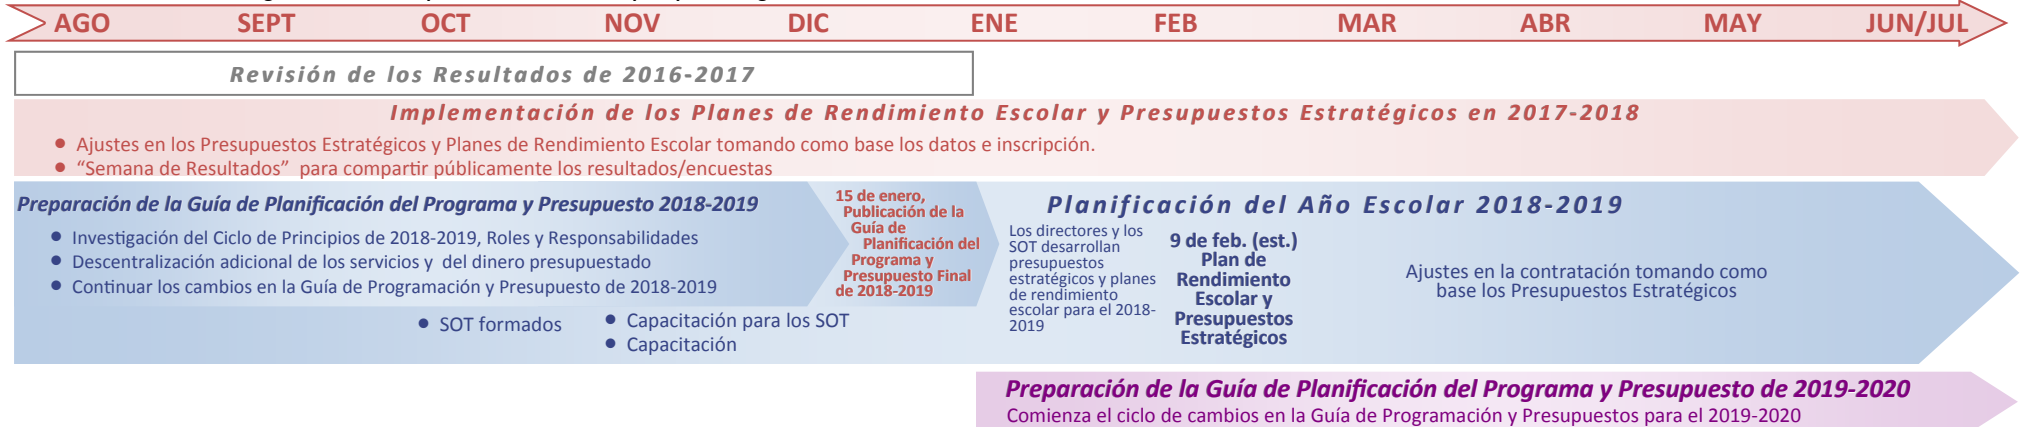 AGO SEPT OCT NOV DIC ENE FEB MAR ABR MAY JUN/JUL
Revisión de los Resultados de 2016-2017
Implementación de los Planes de Rendimiento Escolar y Presupuestos Estratégicos en 2017-2018
• Ajustes en los Presupuestos Estratégicos y Planes de Rendimiento Escolar tomando como base los datos e inscripción.
• “Semana de Resultados” para compartir públicamente los resultados/encuestas
Preparación de la Guía de Planificación del Programa y Presupuesto 2018-2019
• Investigación del Ciclo de Principios de 2018-2019, Roles y Responsabilidades
• Descentralización adicional de los servicios y del dinero presupuestado
• Continuar los cambios en la Guía de Programación y Presupuesto de 2018-2019
• SOT formados
• Capacitación para los SOT
• Capacitación
15 de enero,
Publicación de la
Guía de
Planificación del
Programa y
Presupuesto Final
de 2018-2019
Planificación del Año Escolar 2018-2019
Los directores y los
SOT desarrollan
presupuestos
estratégicos y planes
de rendimiento
escolar para el 2018-
2019
9 de feb. (est.)
Plan de
Rendimiento
Escolar y
Presupuestos
Estratégicos
Ajustes en la contratación tomando como
base los Presupuestos Estratégicos
Preparación de la Guía de Planificación del Programa y Presupuesto de 2019-2020
Comienza el ciclo de cambios en la Guía de Programación y Presupuestos para el 2019-2020